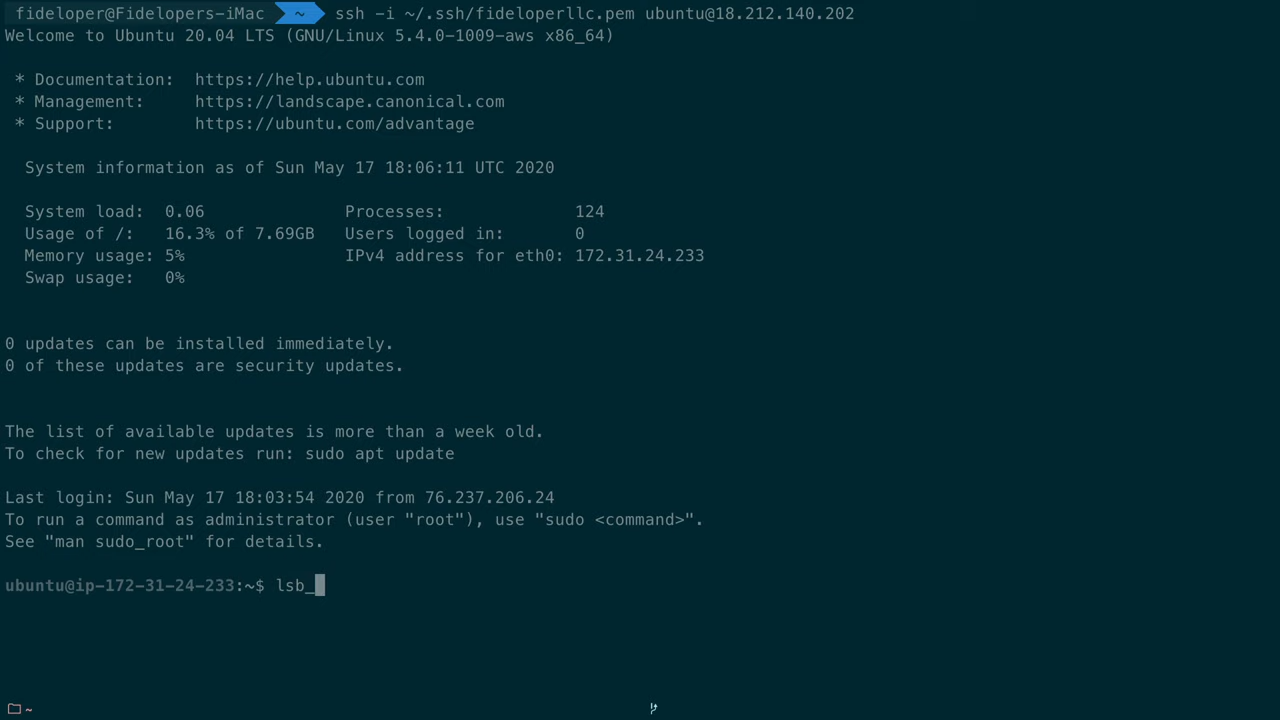 fideloper@Fidelopers-iMac ~ ssh -i ~/.ssh/fideloperllc.pem ubuntu@18.212.140.202
Welcome to Ubuntu 20.04 LTS (GNU/Linux 5.4.0-1009-aws x86_64)
* Documentation: https://help.ubuntu.com
* Management: https://landscape.canonical.com
* Support: https://ubuntu.com/advantage
System information as of Sun May 17 18:06:11 UTC 2020
System load: 0.06 Processes: 124
Usage of /: 16.3% of 7.69GB Users logged in: 0
Memory usage: 5% IPv4 address for eth0: 172.31.24.233
Swap usage: 0%
0 updates can be installed immediately.
0 of these updates are security updates.
The list of available updates is more than a week old.
To check for new updates run: sudo apt update
Last login: Sun May 17 18:03:54 2020 from 76.237.206.24
To run a command as administrator (user "root"), use "sudo <command>".
See "man sudo_root" for details.
ubuntu@ip-172-31-24-233:~$ lsb_
~